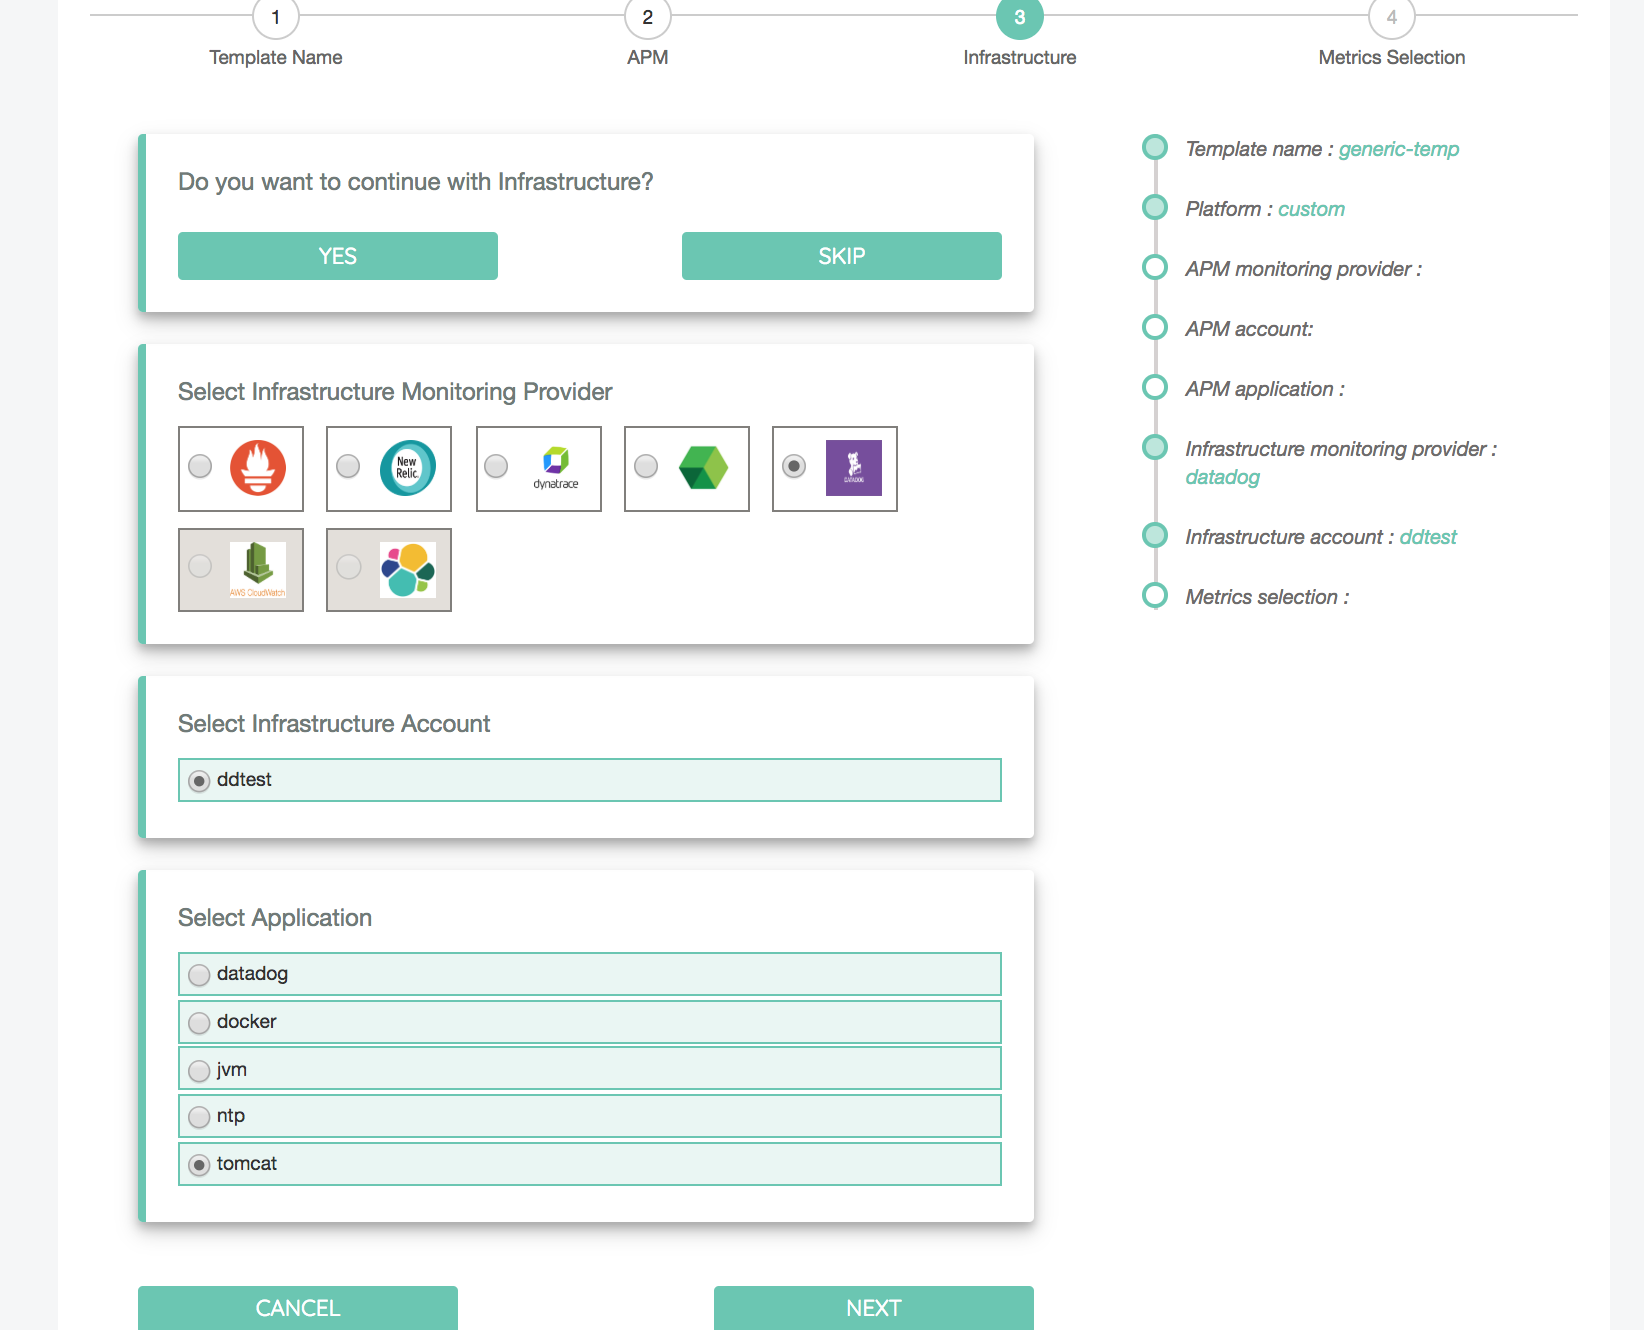 1
2
3
4
Template Name
APM
Infrastructure
Metrics Selection
Do you want to continue with Infrastructure?
YES
SKIP
Select Infrastructure Monitoring Provider
New
Relic.
dynatrace
DATADOG
AWS CloudWatch
Select Infrastructure Account
ddtest
Select Application
datadog
docker
jvm
ntp
tomcat
CANCEL
NEXT
Template name : generic-temp
Platform : custom
APM monitoring provider :
APM account:
APM application :
Infrastructure monitoring provider :
datadog
Infrastructure account : ddtest
Metrics selection :